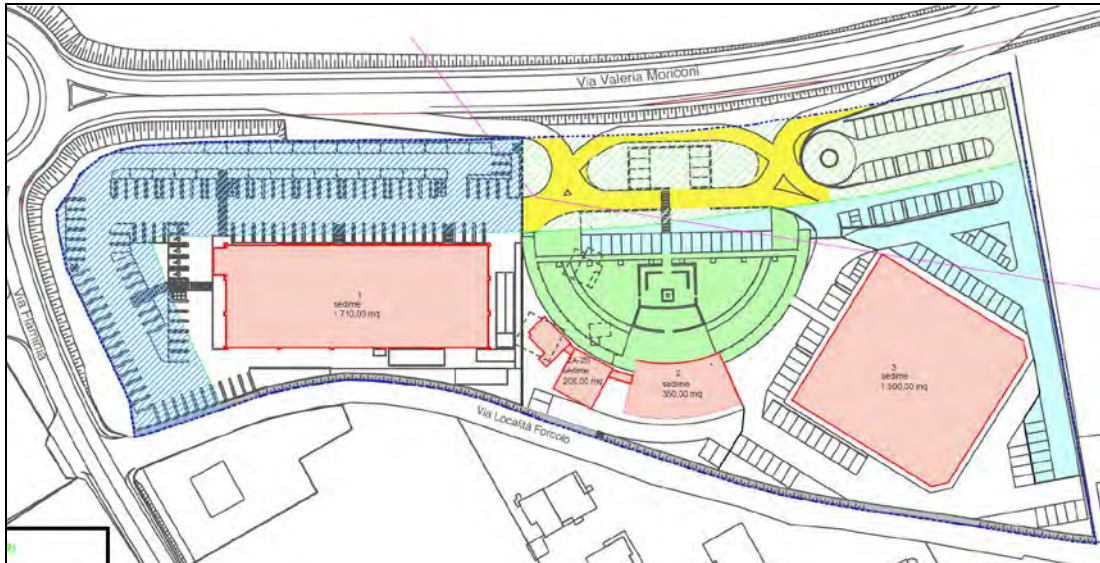 Via Valeria Moriconi
Via Flaminia
1
sedime
1.710,00 mq
2A-2B
sedime
208,00 mq
2
sedime
350,00 mq
3
sedime
1.500,00 mq
Via Località Forcolo